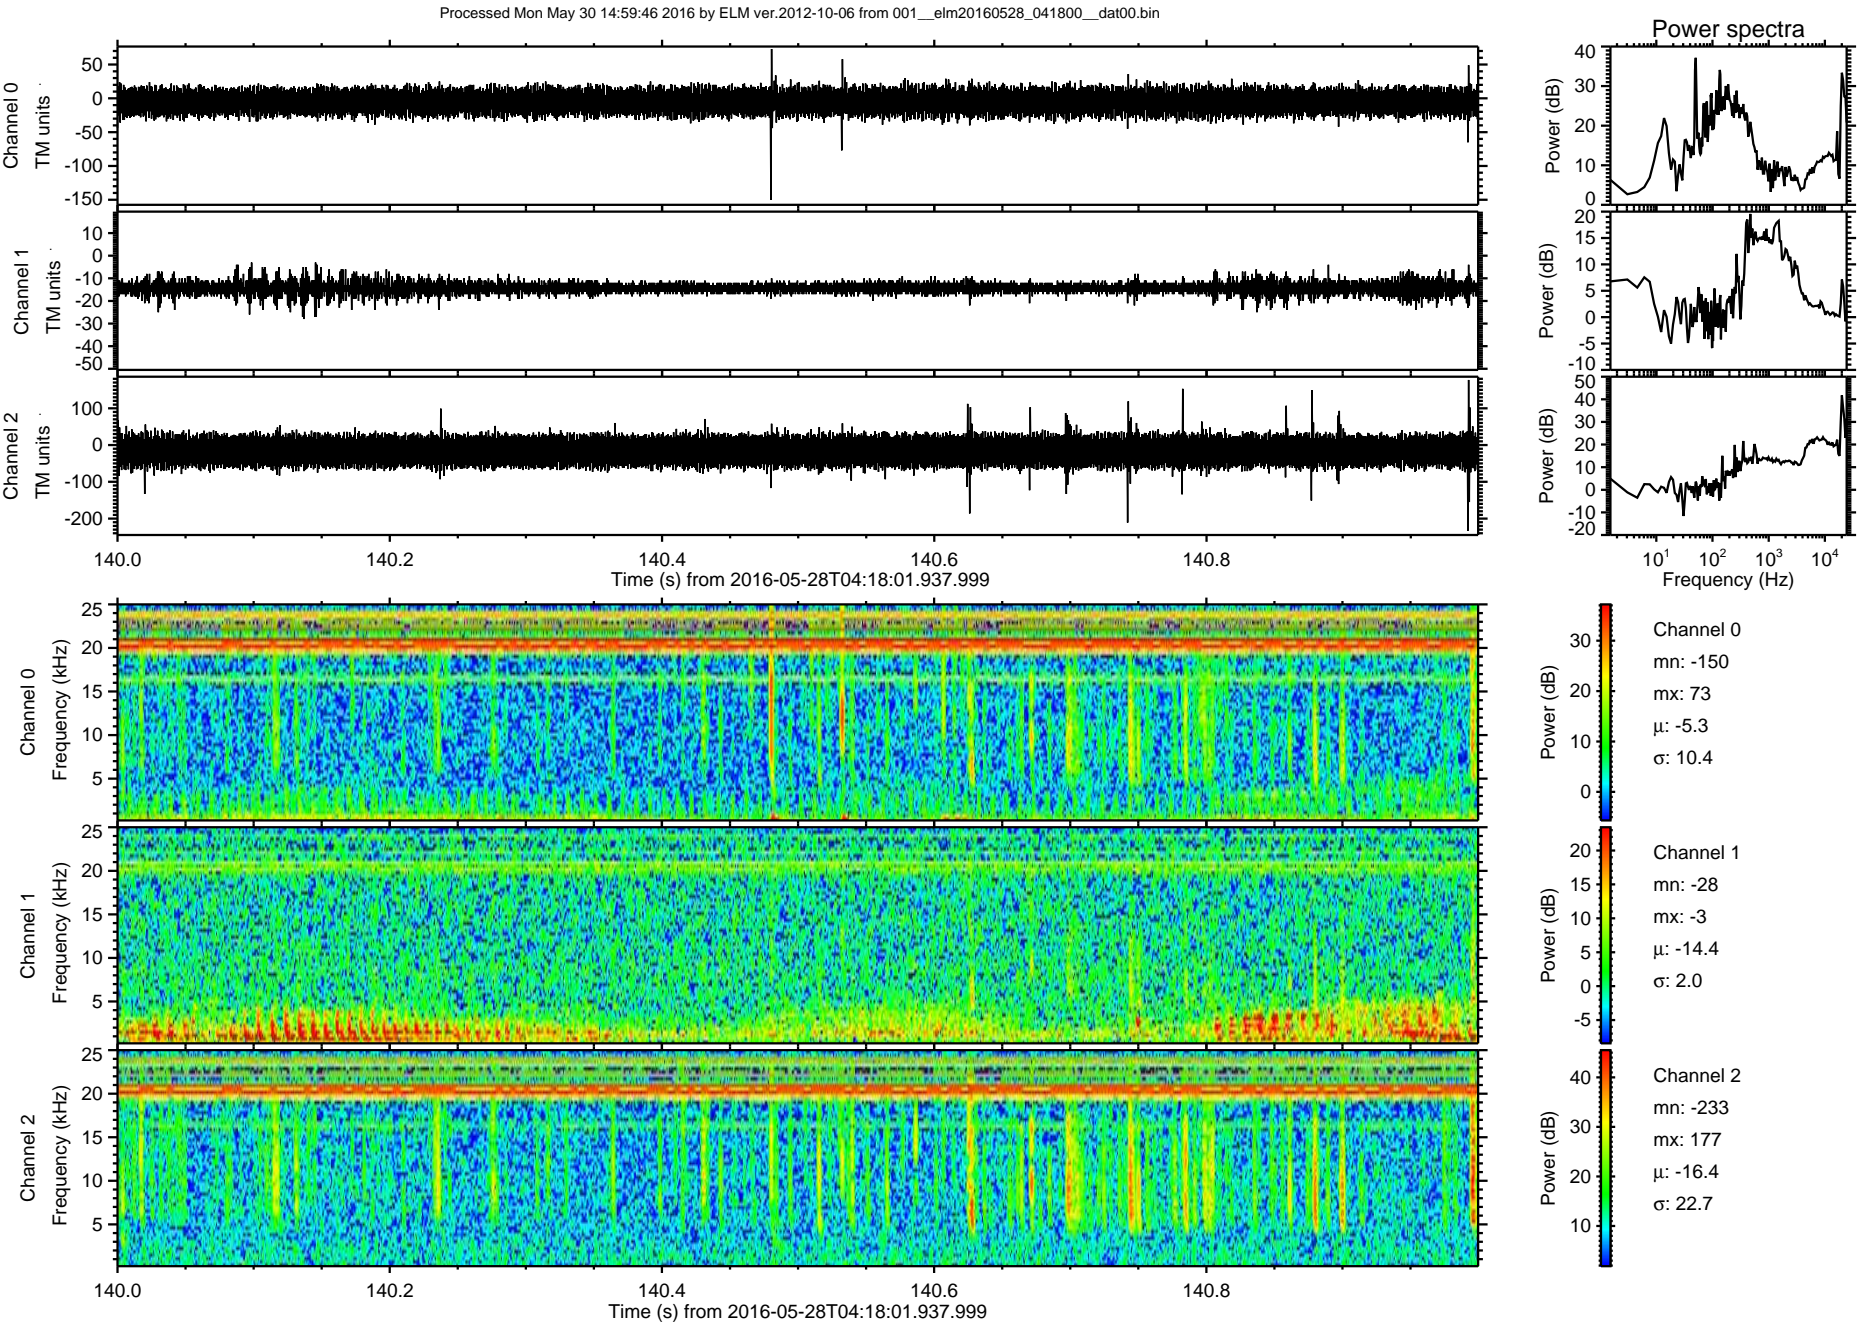 Processed Mon May 30 14:59:46 2016 by ELM ver.2012-10-06 from 001__elm20160528_041800__dat00.bin
Power spectra
Channel 0
TM units
50
0
-50
-100
-150
Power (dB)
40
30
20
10
0
Channel 1
TM units
10
0
-10
-20
-30
-40
-50
Power (dB)
20
15
10
5
0
-5
-10
Channel 2
TM units
100
0
-100
-200
Power (dB)
50
40
30
20
10
0
-10
-20
140.0 140.2 140.4 140.6 140.8
Time (s) from 2016-05-28T04:18:01.937.999
10^1 10^2 10^3 10^4
Frequency (Hz)
Channel 0
Frequency (kHz)
25
20
15
10
5
Power (dB)
30
20
10
0
Channel 0
mn: -150
mx: 73
µ: -5.3
σ: 10.4
Channel 1
Frequency (kHz)
25
20
15
10
5
Power (dB)
20
15
10
5
0
-5
Channel 1
mn: -28
mx: -3
µ: -14.4
σ: 2.0
Channel 2
Frequency (kHz)
25
20
15
10
5
Power (dB)
40
30
20
10
Channel 2
mn: -233
mx: 177
µ: -16.4
σ: 22.7
140.0 140.2 140.4 140.6 140.8
Time (s) from 2016-05-28T04:18:01.937.999